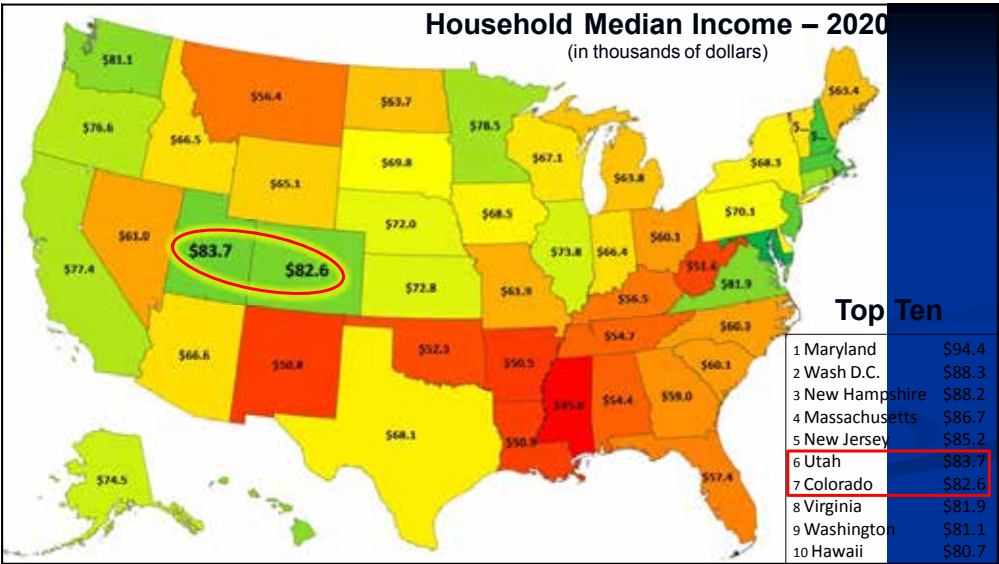 Household Median Income – 2020
(in thousands of dollars)
$81.1
$76.6
$66.5
$56.4
$63.7
$78.5
$69.8
$65.1
$67.1
$63.8
$68.3
$63.4
$61.0
$83.7
$82.6
$72.0
$68.5
$73.8
$66.4
$60.1
$70.1
$77.4
$72.8
$61.9
$56.5
$81.9
$66.6
$50.8
$52.3
$50.5
$54.7
$60.3
$60.1
$54.4
$59.0
$68.1
$57.4
$74.5
Top Ten
1 Maryland $94.4
2 Wash D.C. $88.3
3 New Hampshire $88.2
4 Massachusetts $86.7
5 New Jersey $85.2
6 Utah $83.7
7 Colorado $82.6
8 Virginia $81.9
9 Washington $81.1
10 Hawaii $80.7